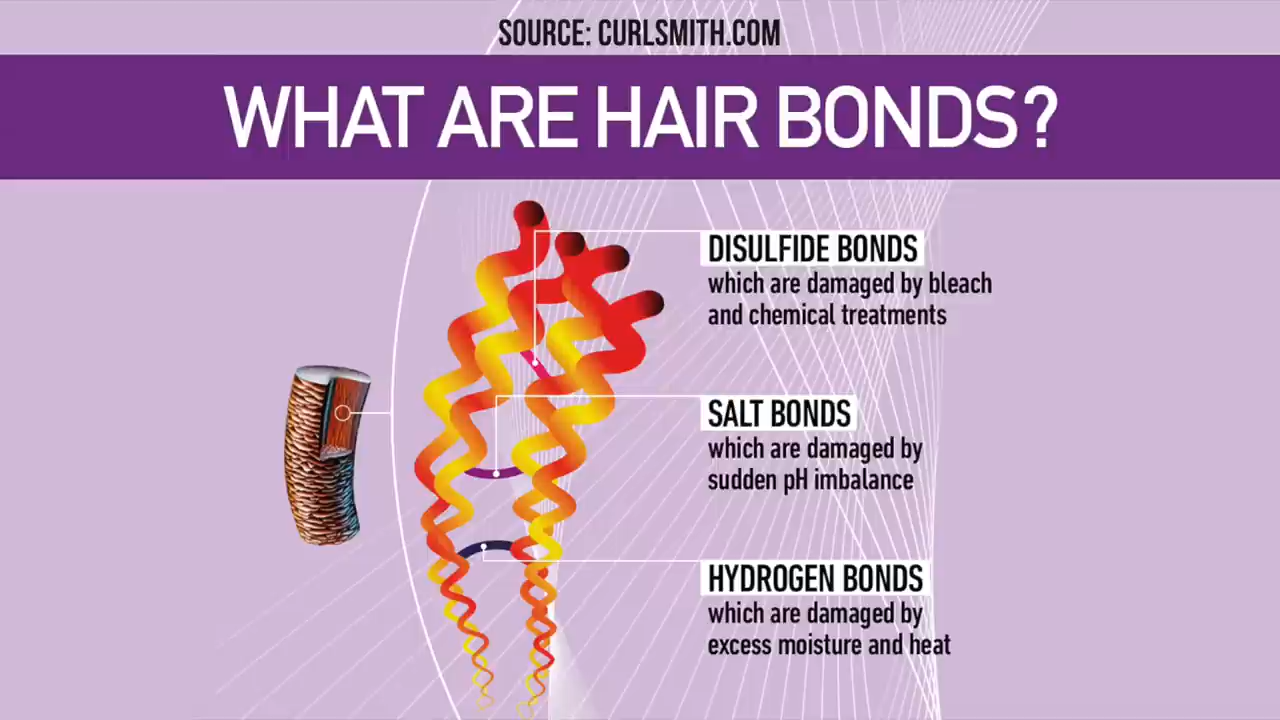 SOURCE: CURLSMITH.COM
WHAT ARE HAIR BONDS?
DISULFIDE BONDS
which are damaged by bleach
and chemical treatments
SALT BONDS
which are damaged by
sudden pH imbalance
HYDROGEN BONDS
which are damaged by
excess moisture and heat